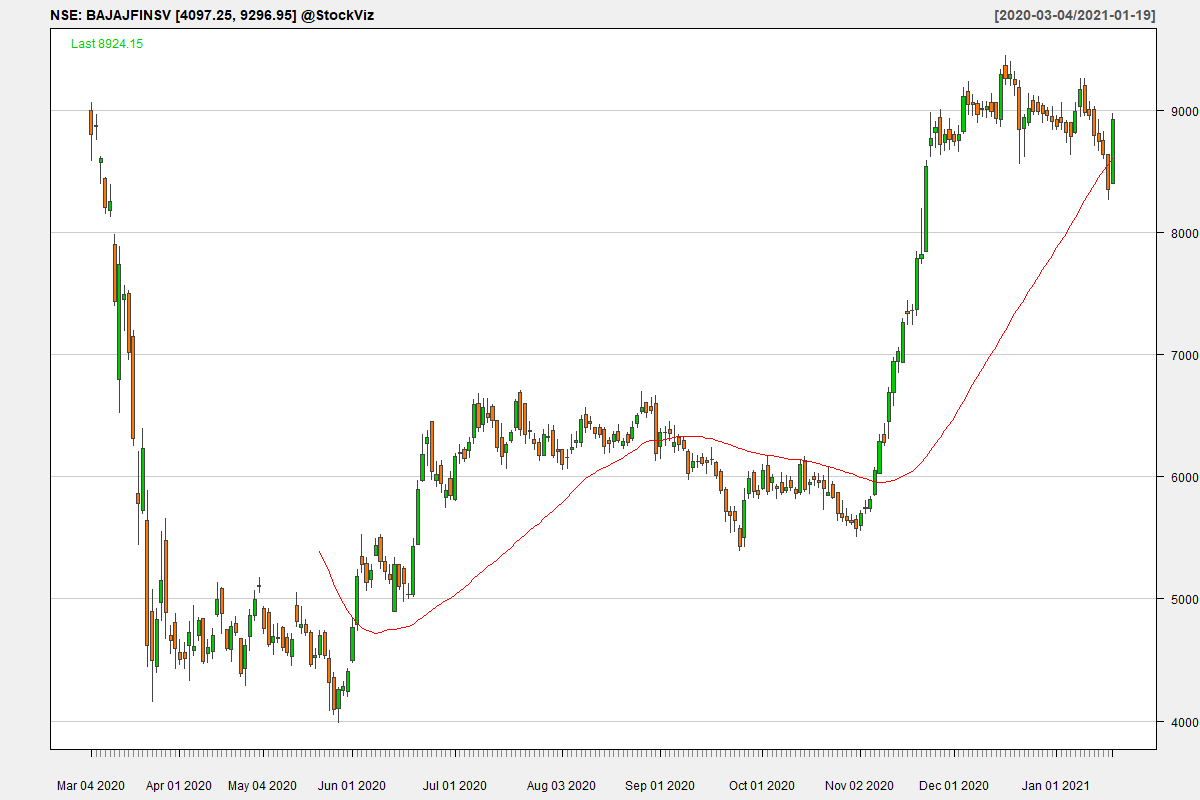 NSE: BAJAJFINSV [4097.25, 9296.95] @StockViz
[2020-03-04/2021-01-19]
Last 8924.15
9000
8000
7000
6000
5000
4000
Mar 04 2020
Apr 01 2020
May 04 2020
Jun 01 2020
Jul 01 2020
Aug 03 2020
Sep 01 2020
Oct 01 2020
Nov 02 2020
Dec 01 2020
Jan 01 2021